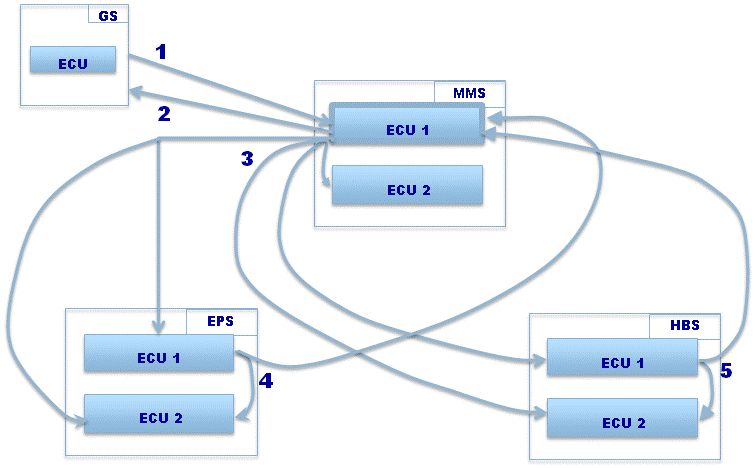 GS
ECU
1
2
MMS
ECU 1
ECU 2
3
EPS
ECU 1
ECU 2
4
HBS
ECU 1
ECU 2
5